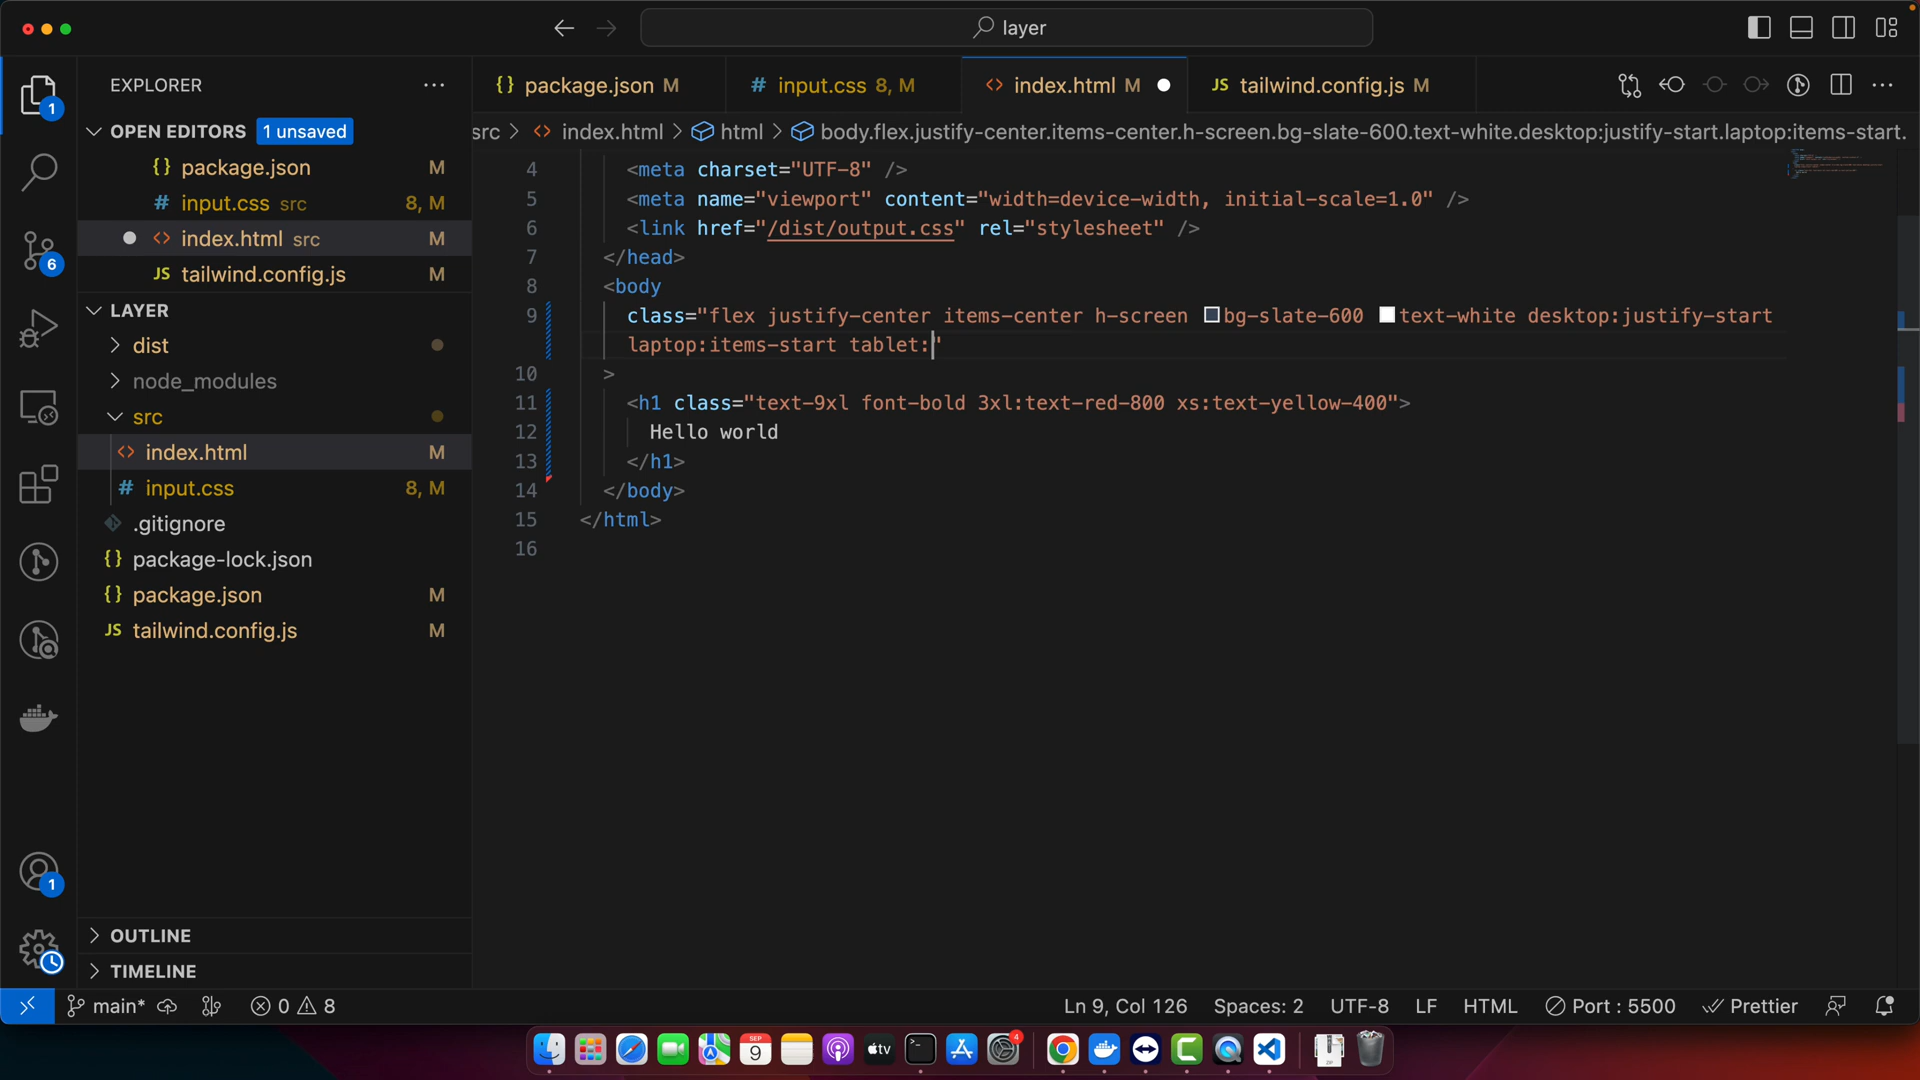 layer
EXPLORER
OPEN EDITORS 1 unsaved
{} package.json M
# input.css src 8, M
<> index.html src M
JS tailwind.config.js M
LAYER
dist
node_modules
src
<> index.html M
# input.css 8, M
.gitignore
{} package-lock.json
{} package.json M
JS tailwind.config.js M
OUTLINE
TIMELINE
{} package.json M # input.css 8, M <> index.html M JS tailwind.config.js M
src > <> index.html > html > body.flex.justify-center.items-center.h-screen.bg-slate-600.text-white.desktop:justify-start.laptop:items-start.
4 <meta charset="UTF-8" />
5 <meta name="viewport" content="width=device-width, initial-scale=1.0" />
6 <link href="/dist/output.css" rel="stylesheet" />
7 </head>
8 <body
9 class="flex justify-center items-center h-screen bg-slate-600 text-white desktop:justify-start
laptop:items-start tablet:"
10 >
11 <h1 class="text-9xl font-bold 3xl:text-red-800 xs:text-yellow-400">
12 Hello world
13 </h1>
14 </body>
15 </html>
16
1
6
1
main* 0 8 Ln 9, Col 126 Spaces: 2 UTF-8 LF HTML Port : 5500 Prettier
SEP
9
tv
4
ZIP